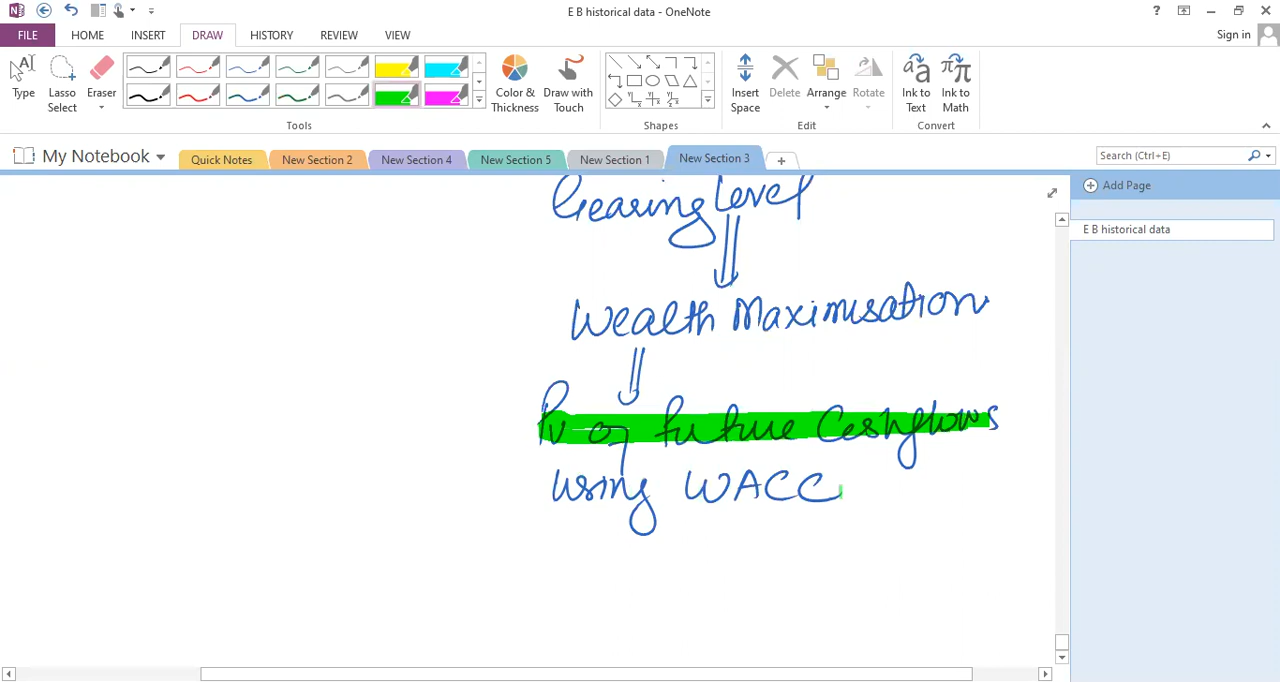 E B historical data - OneNote
? Sign in
FILE HOME INSERT DRAW HISTORY REVIEW VIEW
Type Lasso Select Eraser Color & Thickness Draw with Touch Insert Space Delete Arrange Rotate Ink to Text Ink to Math
Tools Shapes Edit Convert
My Notebook Quick Notes New Section 2 New Section 4 New Section 5 New Section 1 New Section 3 Search (Ctrl+E)
Add Page
E B historical data
Gearing Level
Wealth Maximisation
Pv of future Cashflows
using WACC